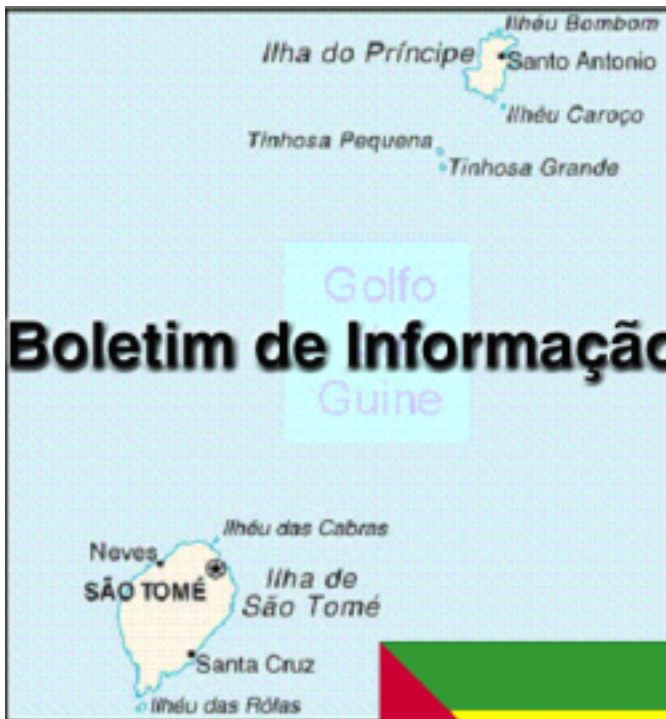 Ilhéu Bombom
Ilha do Príncipe
Santo Antonio
Ilhéu Caroço
Tinhosa Pequena
Tinhosa Grande
Golfo
Boletim de Informação
Guine
Ilhéu das Cabras
Neves
SÃO TOMÉ
Ilha de
São Tomé
Santa Cruz
Ilhéu das Rôlas